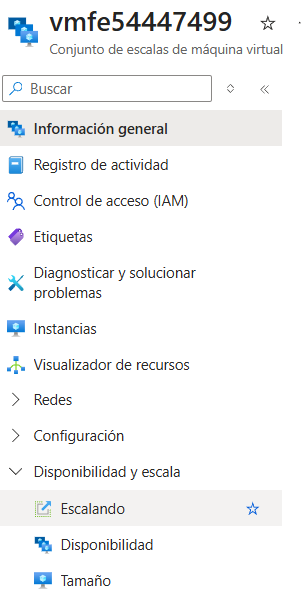 vmfe54447499
Conjunto de escalas de máquina virtual
Buscar
Información general
Registro de actividad
Control de acceso (IAM)
Etiquetas
Diagnosticar y solucionar
problemas
Instancias
Visualizador de recursos
Redes
Configuración
Disponibilidad y escala
Escalando
Disponibilidad
Tamaño